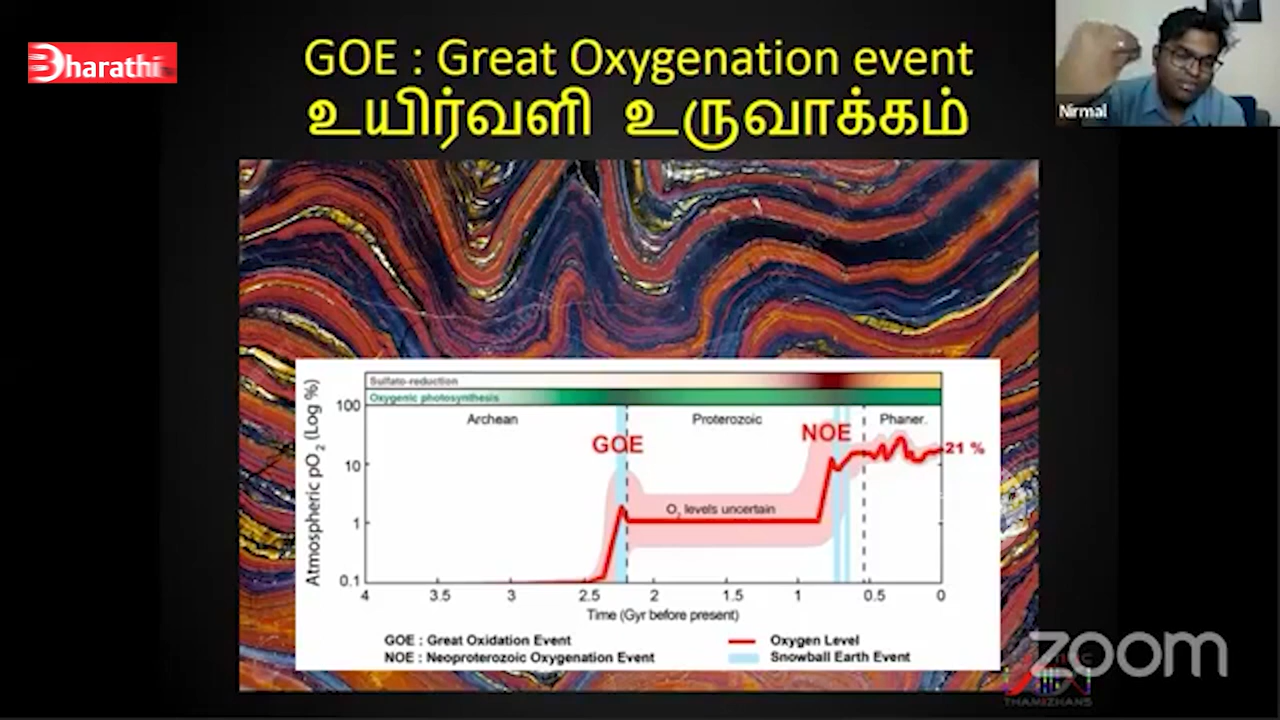 Bharathi
GOE : Great Oxygenation event
உயிர்வளி உருவாக்கம்
Nirmal
Sulfato-reduction
Oxygenic photosynthesis
Atmospheric pO2 (Log %)
100
10
1
0.1
Archean
Proterozoic
Phaner.
GOE
NOE
21 %
O2 levels uncertain
4 3.5 3 2.5 2 1.5 1 0.5 0
Time (Gyr before present)
GOE : Great Oxidation Event
Oxygen Level
NOE : Neoproterozoic Oxygenation Event
Snowball Earth Event
zoom
THAMIZHANS